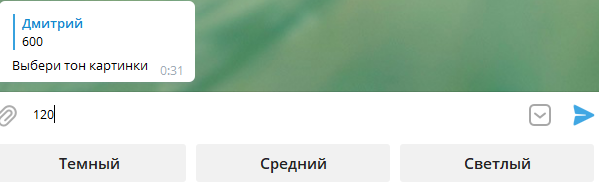 Дмитрий
600
Выбери тон картинки
0:31
120
Темный
Средний
Светлый